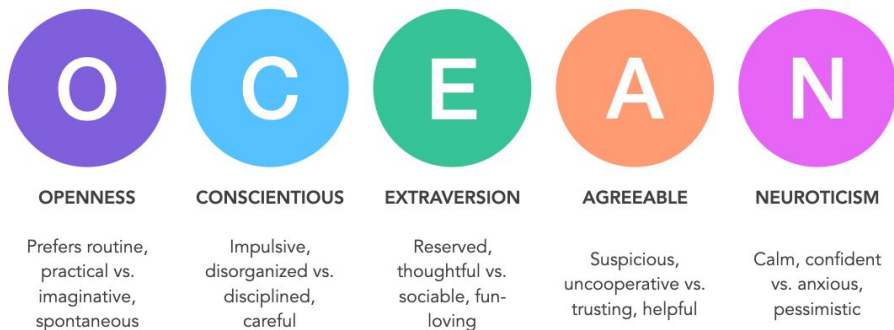 O C E A N
OPENNESS CONSCIENTIOUS EXTRAVERSION AGREEABLE NEUROTICISM
Prefers routine,
practical vs.
imaginative,
spontaneous
Impulsive,
disorganized vs.
disciplined,
careful
Reserved,
thoughtful vs.
sociable, fun-
loving
Suspicious,
uncooperative vs.
trusting, helpful
Calm, confident
vs. anxious,
pessimistic